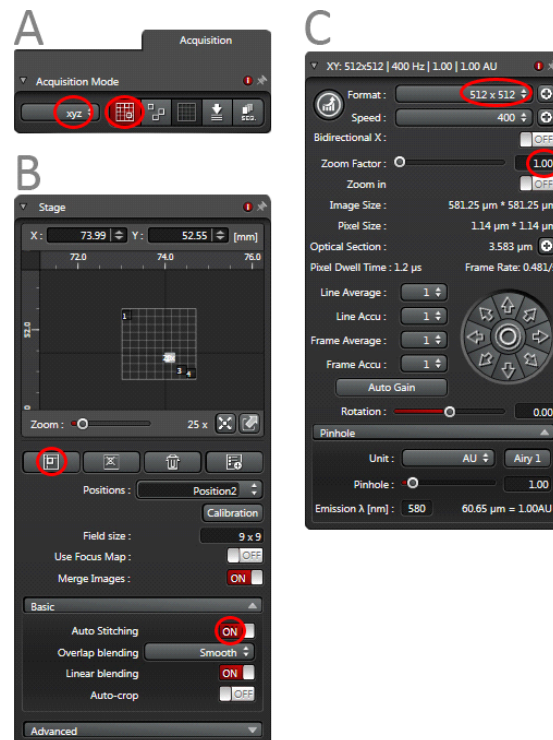 A
Acquisition
Acquisition Mode
xyz
SEQ.
B
Stage
X : 73.99 Y : 52.55 [mm]
72.0 74.0 76.0
52.0
1
3 4
0
Zoom : 25 x
Positions : Position2
Calibration
Field size : 9 x 9
Use Focus Map : OFF
Merge Images : ON
Basic
Auto Stitching ON
Overlap blending Smooth
Linear blending ON
Auto-crop OFF
Advanced
C
XY: 512x512 | 400 Hz | 1.00 | 1.00 AU
Format : 512 x 512
Speed : 400
Bidirectional X : OFF
Zoom Factor : 1.00
Zoom in OFF
Image Size : 581.25 µm * 581.25 µm
Pixel Size : 1.14 µm * 1.14 µm
Optical Section : 3.583 µm
Pixel Dwell Time : 1.2 µs Frame Rate: 0.481/
Line Average : 1
Line Accu : 1
Frame Average : 1
Frame Accu : 1
Auto Gain
Rotation : 0.00
Pinhole
Unit : AU Airy 1
Pinhole : 1.00
Emission λ [nm] : 580 60.65 µm = 1.00AU